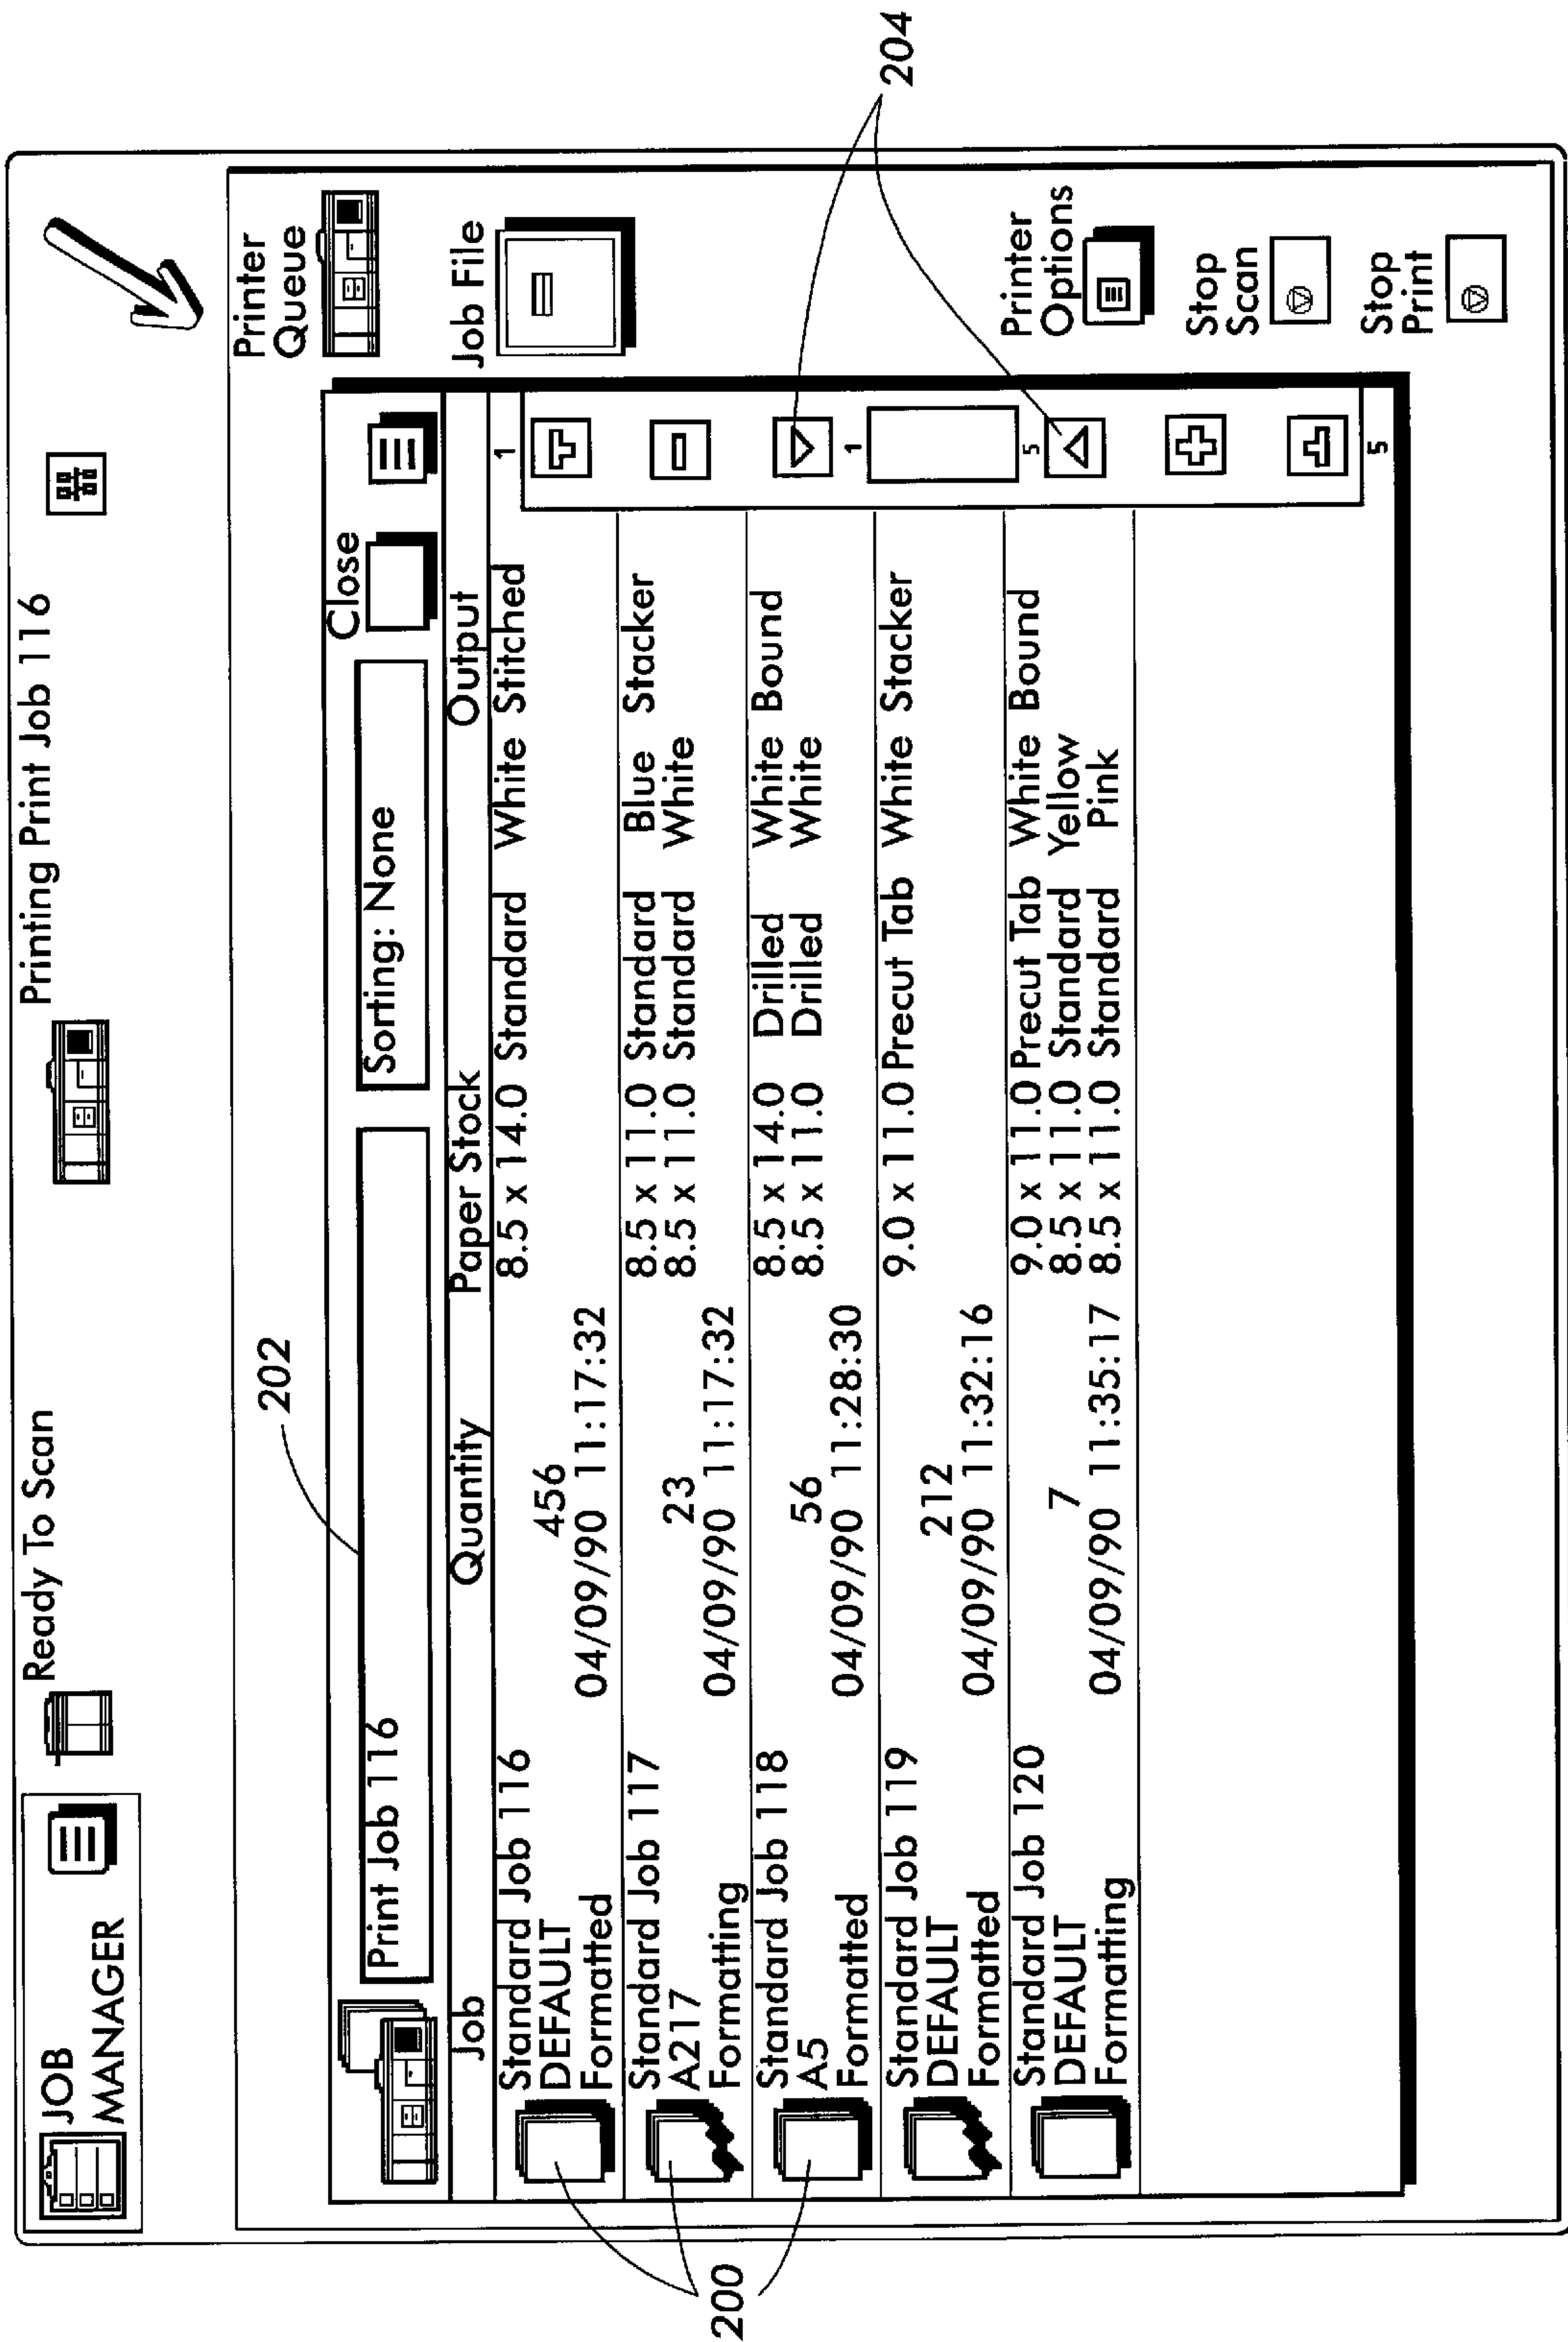 JOB
MANAGER
Ready To Scan
Printing Print Job 116
202
Print Job 116
Sorting: None
Close
Job Quantity Paper Stock Output
Standard Job 116 8.5 x 14.0 Standard White Stitched
DEFAULT 456
Formatted 04/09/90 11:17:32
Standard Job 117 8.5 x 11.0 Standard Blue Stacker
A217 23 8.5 x 11.0 Standard White
Formatting 04/09/90 11:17:32
Standard Job 118 8.5 x 14.0 Drilled White Bound
A5 56 8.5 x 11.0 Drilled White
Formatted 04/09/90 11:28:30
Standard Job 119 9.0 x 11.0 Precut Tab White Stacker
DEFAULT 212
Formatted 04/09/90 11:32:16
Standard Job 120 9.0 x 11.0 Precut Tab White Bound
DEFAULT 7 8.5 x 11.0 Standard Yellow
Formatting 04/09/90 11:35:17 8.5 x 11.0 Standard Pink
1
1
5
5
Printer
Queue
Job File
Printer
Options
Stop
Scan
Stop
Print
200
204